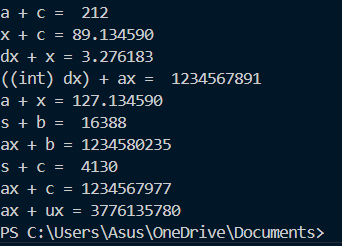 a + c =  212
x + c = 89.134590
dx + x = 3.276183
((int) dx) + ax =  1234567891
a + x = 127.134590
s + b =  16388
ax + b = 1234580235
s + c =  4130
ax + c = 1234567977
ax + ux = 3776135780
PS C:\Users\Asus\OneDrive\Documents>